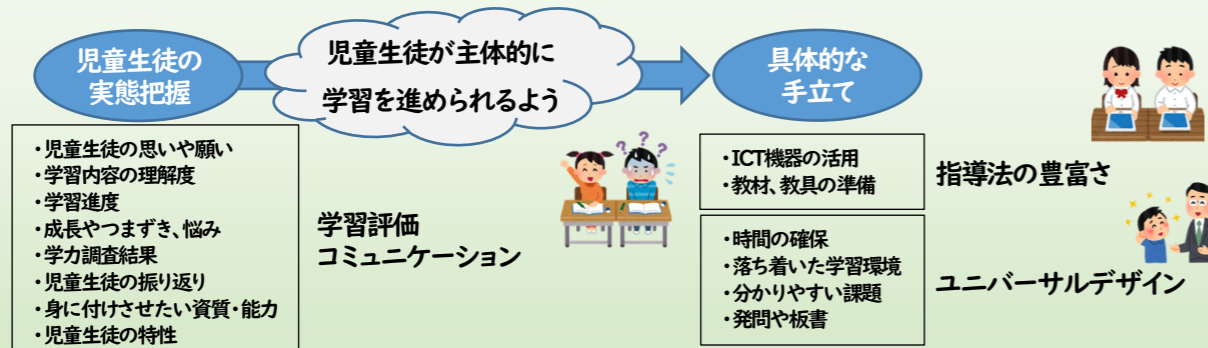 児童生徒の
実態把握
児童生徒が主体的に
学習を進められるよう
具体的な
手立て
・児童生徒の思いや願い
・学習内容の理解度
・学習進度
・成長やつまずき、悩み
・学力調査結果
・児童生徒の振り返り
・身に付けさせたい資質・能力
・児童生徒の特性
学習評価
コミュニケーション
???
・ICT機器の活用
・教材、教具の準備
指導法の豊富さ
・時間の確保
・落ち着いた学習環境
・分かりやすい課題
・発問や板書
ユニバーサルデザイン